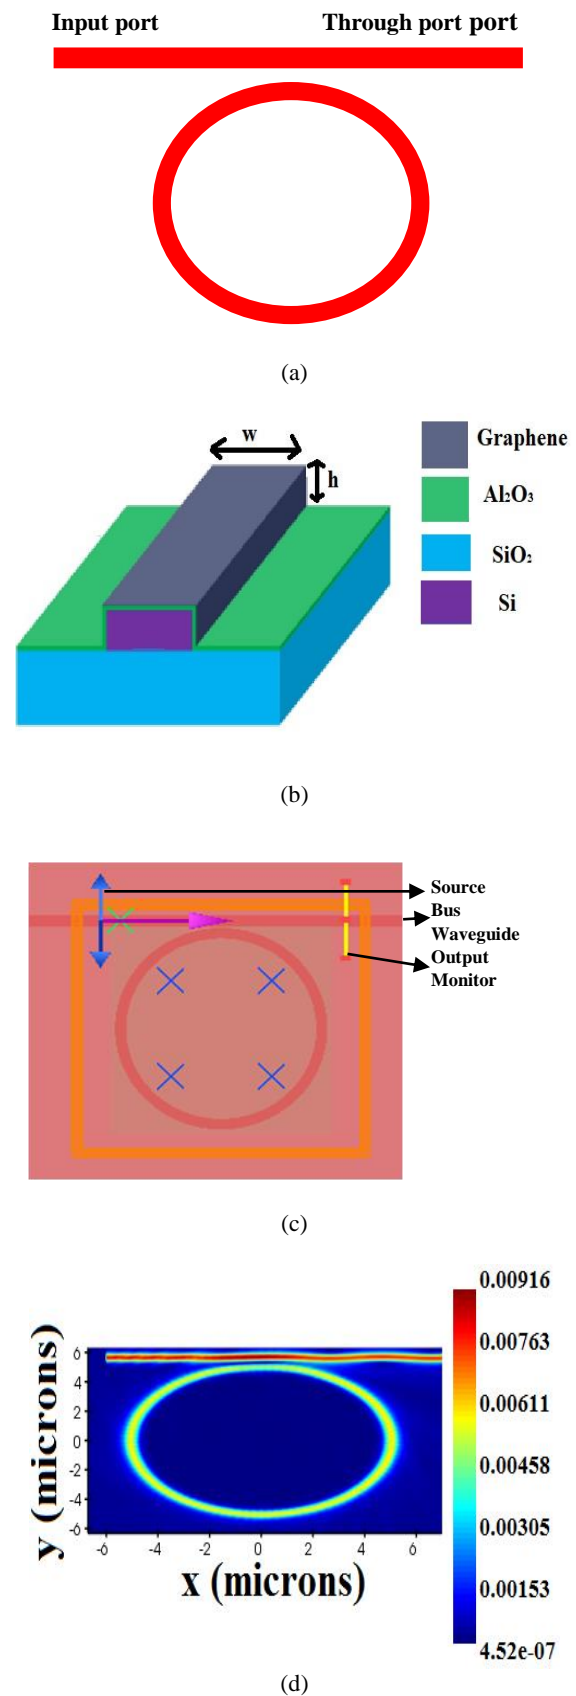 Input port Through port port
(a)
w
h
Graphene
Al₂O₃
SiO₂
Si
(b)
Source
Bus
Waveguide
Output
Monitor
(c)
0.00916
0.00763
0.00611
0.00458
0.00305
0.00153
4.52e-07
y (microns)
6
4
2
0
-2
-4
-6
-6 -4 -2 0 2 4 6
x (microns)
(d)